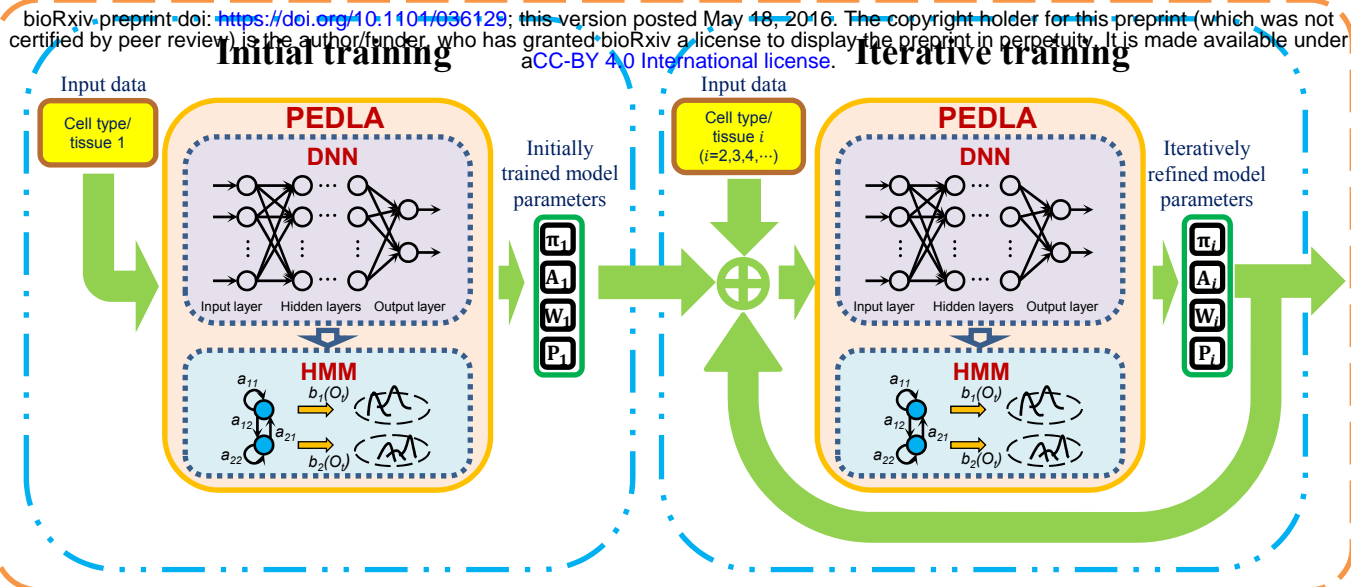 bioRxiv preprint doi: https://doi.org/10.1101/036129; this version posted May 18, 2016. The copyright holder for this preprint (which was not
certified by peer review) is the author/funder, who has granted bioRxiv a license to display the preprint in perpetuity. It is made available under
aCC-BY 4.0 International license.
Initial training
Input data
Cell type/
tissue 1
PEDLA
DNN
Input layer Hidden layers Output layer
HMM
a11
a12
a21
a22
b1(Ot)
b2(Ot)
Initially
trained model
parameters
π1
A1
W1
P1
Iterative training
Input data
Cell type/
tissue i
(i=2,3,4,⋯)
PEDLA
DNN
Input layer Hidden layers Output layer
HMM
a11
a12
a21
a22
b1(Ot)
b2(Ot)
Iteratively
refined model
parameters
πi
Ai
Wi
Pi